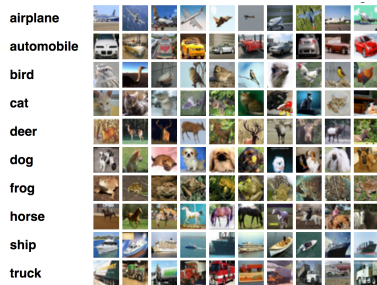 airplane
automobile
bird
cat
deer
dog
frog
horse
ship
truck